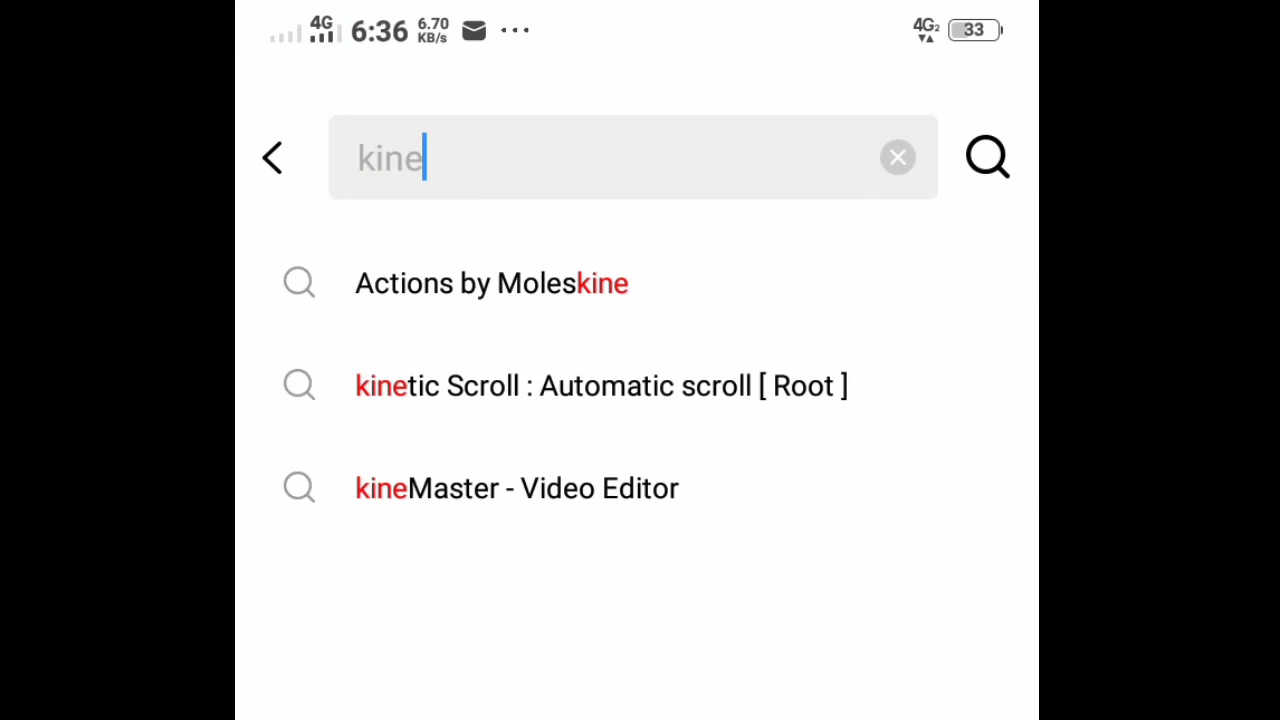 4G 6:36 6.70 KB/s ... 4G2 33
kine
Actions by Moleskine
kinetic Scroll : Automatic scroll [ Root ]
kineMaster - Video Editor